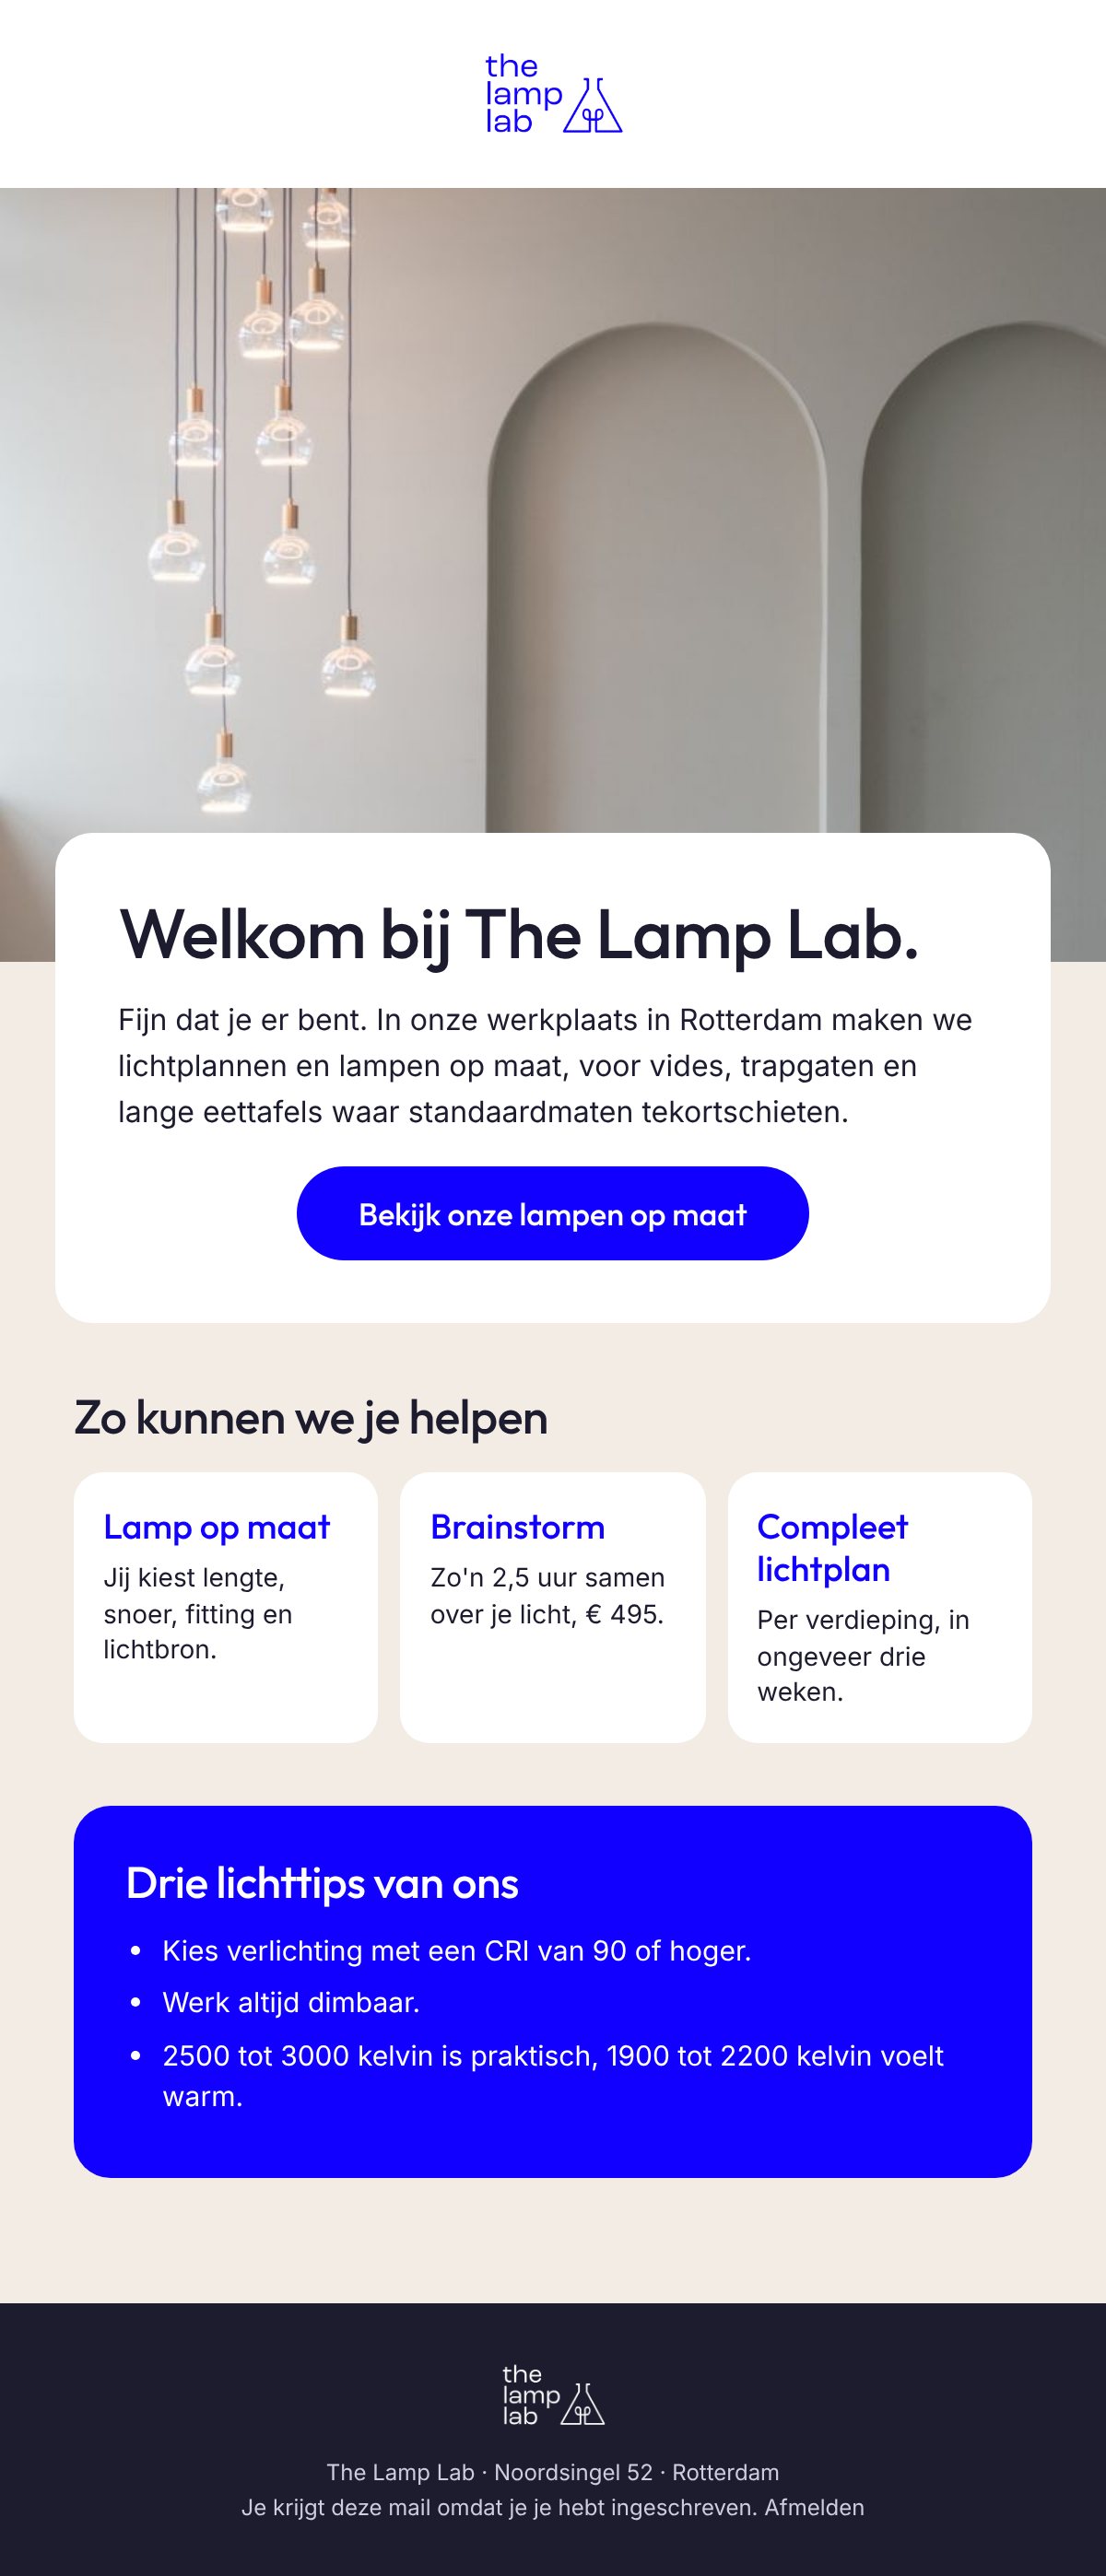 the
lamp
lab
Welkom bij The Lamp Lab.
Fijn dat je er bent. In onze werkplaats in Rotterdam maken we
lichtplannen en lampen op maat, voor vides, trapgaten en
lange eettafels waar standaardmaten tekortschieten.
Bekijk onze lampen op maat
Zo kunnen we je helpen
Lamp op maat
Jij kiest lengte,
snoer, fitting en
lichtbron.
Brainstorm
Zo'n 2,5 uur samen
over je licht, € 495.
Compleet
lichtplan
Per verdieping, in
ongeveer drie
weken.
Drie lichttips van ons
• Kies verlichting met een CRI van 90 of hoger.
• Werk altijd dimbaar.
• 2500 tot 3000 kelvin is praktisch, 1900 tot 2200 kelvin voelt
warm.
the
lamp
lab
The Lamp Lab · Noordsingel 52 · Rotterdam
Je krijgt deze mail omdat je je hebt ingeschreven. Afmelden